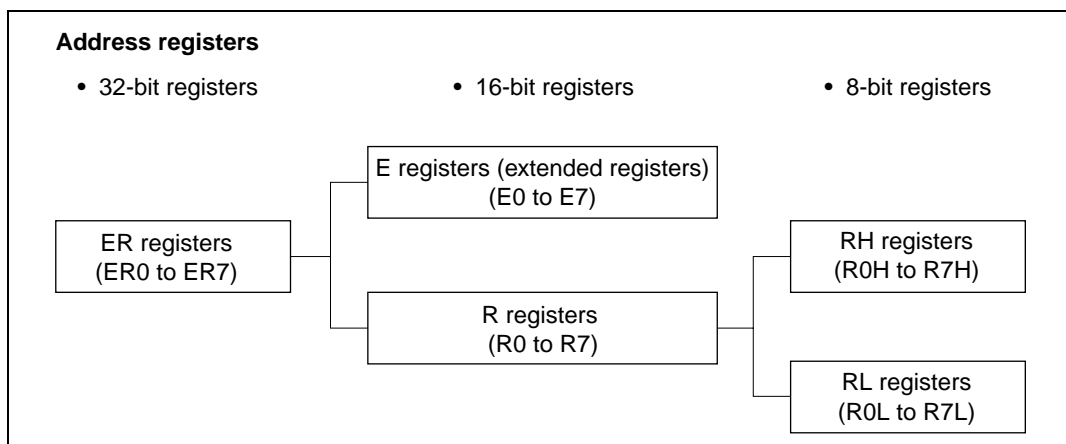 Address registers
• 32-bit registers
• 16-bit registers
• 8-bit registers
E registers (extended registers)
(E0 to E7)
ER registers
(ER0 to ER7)
RH registers
(R0H to R7H)
R registers
(R0 to R7)
RL registers
(R0L to R7L)